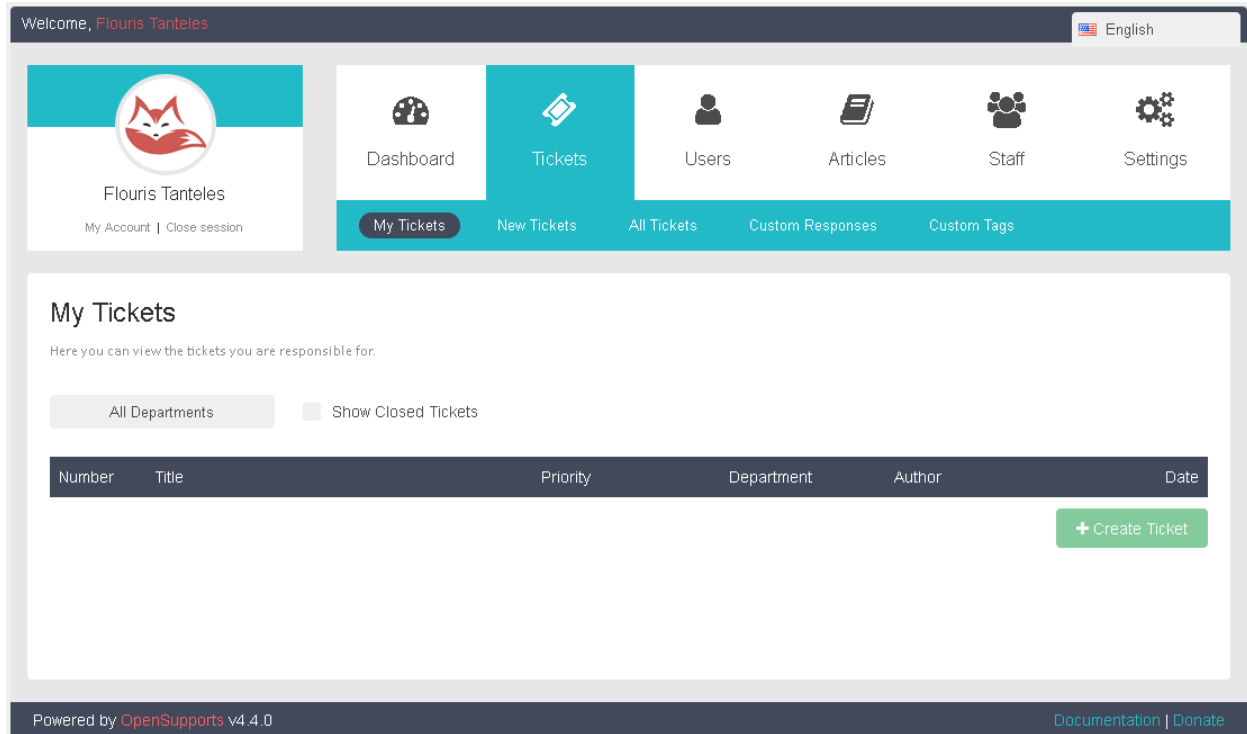 Welcome, Flouris Tanteles
English
Flouris Tanteles
My Account | Close session
Dashboard Tickets Users Articles Staff Settings
My Tickets New Tickets All Tickets Custom Responses Custom Tags
My Tickets
Here you can view the tickets you are responsible for.
All Departments Show Closed Tickets
Number Title Priority Department Author Date
+ Create Ticket
Powered by OpenSupports v4.4.0 Documentation | Donate